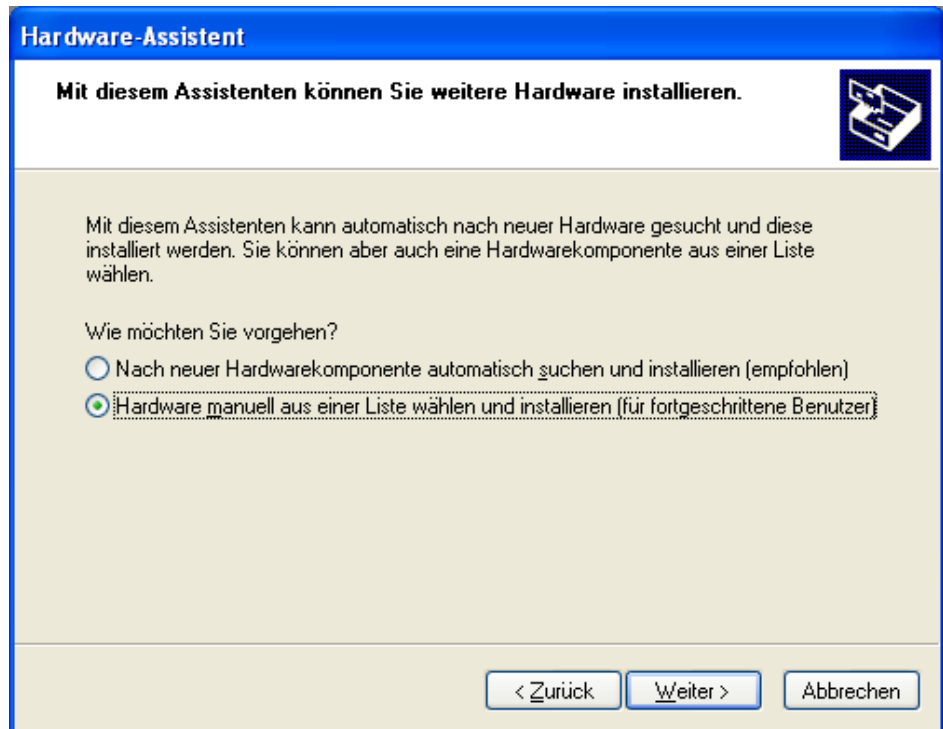 Hardware-Assistent
Mit diesem Assistenten können Sie weitere Hardware installieren.
Mit diesem Assistenten kann automatisch nach neuer Hardware gesucht und diese
installiert werden. Sie können aber auch eine Hardwarekomponente aus einer Liste
wählen.
Wie möchten Sie vorgehen?
Nach neuer Hardwarekomponente automatisch suchen und installieren (empfohlen)
Hardware manuell aus einer Liste wählen und installieren (für fortgeschrittene Benutzer)
< Zurück Weiter > Abbrechen